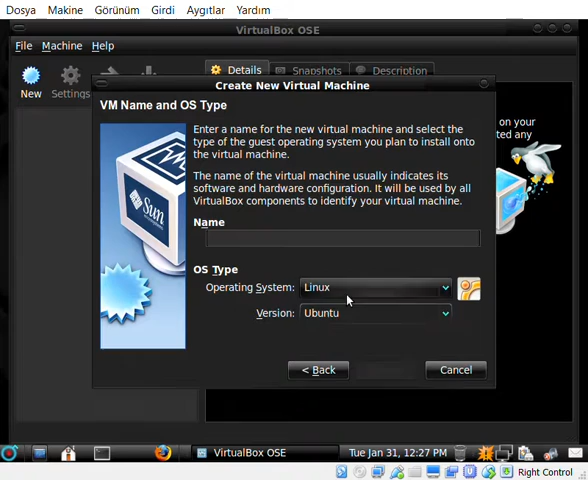 Dosya Makine Görünüm Girdi Aygıtlar Yardım
VirtualBox OSE
File Machine Help
New Settings
Details Snapshots Description
Create New Virtual Machine
VM Name and OS Type
on your
ted any
Enter a name for the new virtual machine and select the
type of the guest operating system you plan to install onto
the virtual machine.
The name of the virtual machine usually indicates its
software and hardware configuration. It will be used by all
VirtualBox components to identify your virtual machine.
Sun
Name
OS Type
Operating System: Linux
Version: Ubuntu
< Back Cancel
VirtualBox OSE Tue Jan 31, 12:27 PM
Right Control